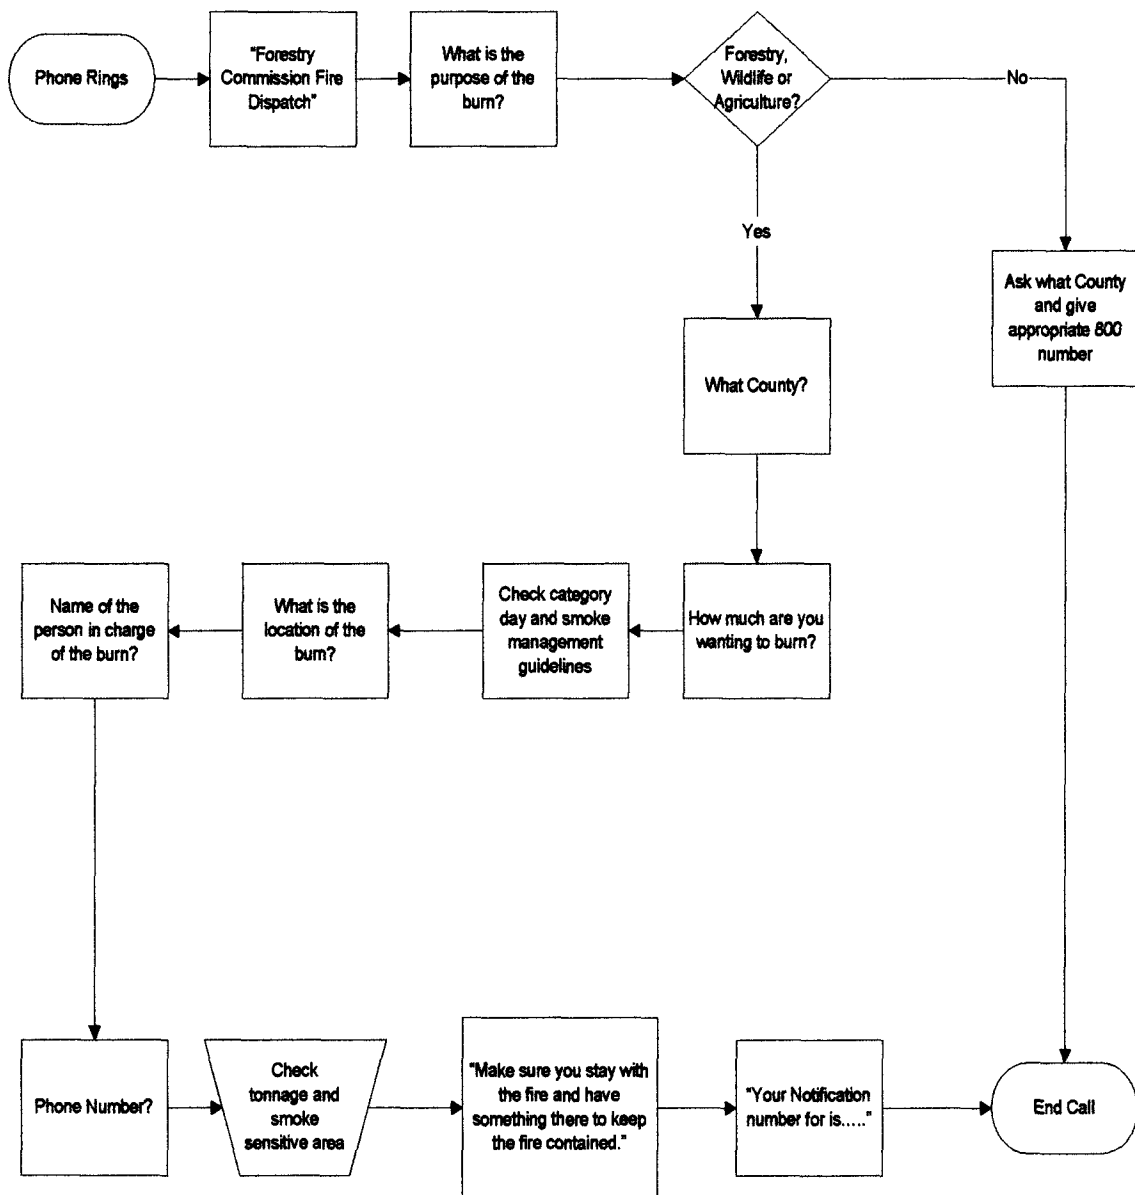 Phone Rings
"Forestry
Commission Fire
Dispatch"
What is the
purpose of the
burn?
Forestry,
Wildlife or
Agriculture?
No
Yes
Ask what County
and give
appropriate 800
number
What County?
How much are you
wanting to burn?
Check category
day and smoke
management
guidelines
What is the
location of the
burn?
Name of the
person in charge
of the burn?
Phone Number?
Check
tonnage and
smoke
sensitive area
"Make sure you stay with
the fire and have
something there to keep
the fire contained."
"Your Notification
number for is....."
End Call